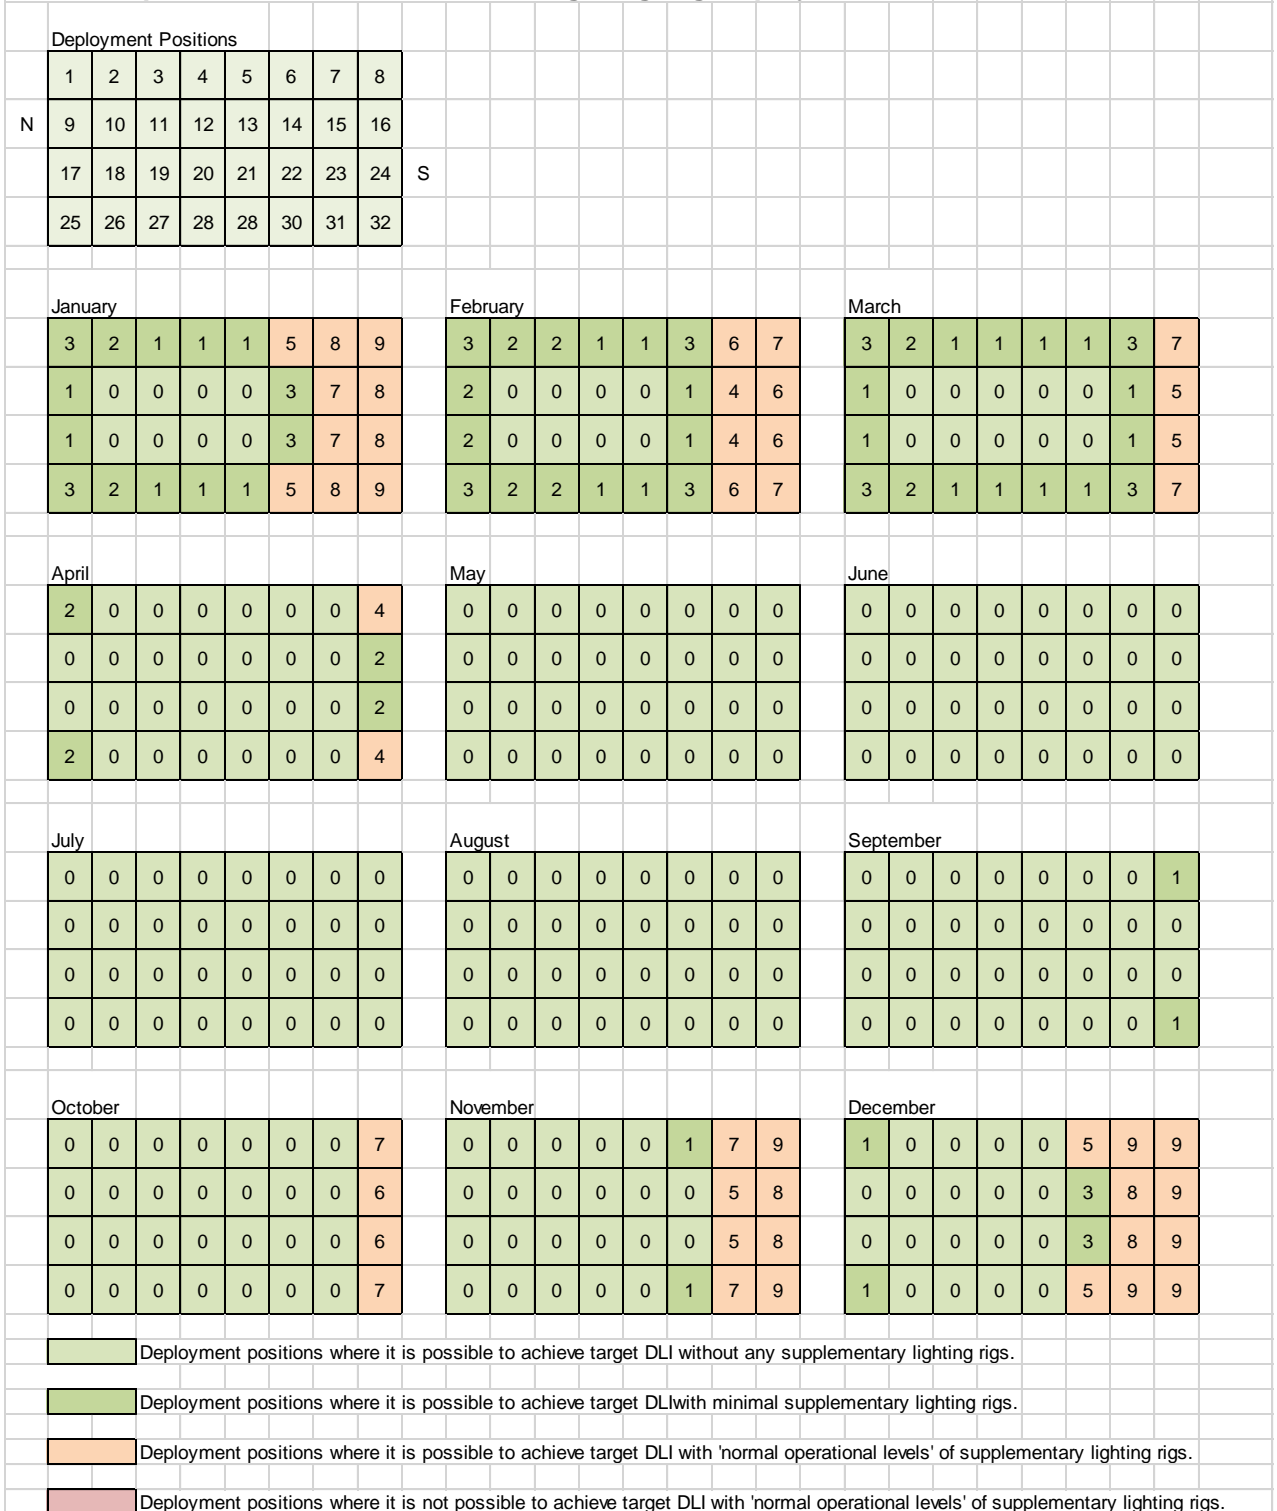 Deployment Positions
1 2 3 4 5 6 7 8
N 9 10 11 12 13 14 15 16
17 18 19 20 21 22 23 24 S
25 26 27 28 28 30 31 32
January February March
3 2 1 1 1 5 8 9 3 2 2 1 1 3 6 7 3 2 1 1 1 1 3 7
1 0 0 0 0 3 7 8 2 0 0 0 0 1 4 6 1 0 0 0 0 0 1 5
1 0 0 0 0 3 7 8 2 0 0 0 0 1 4 6 1 0 0 0 0 0 1 5
3 2 1 1 1 5 8 9 3 2 2 1 1 3 6 7 3 2 1 1 1 1 3 7
April May June
2 0 0 0 0 0 0 4 0 0 0 0 0 0 0 0 0 0 0 0 0 0 0 0
0 0 0 0 0 0 0 2 0 0 0 0 0 0 0 0 0 0 0 0 0 0 0 0
0 0 0 0 0 0 0 2 0 0 0 0 0 0 0 0 0 0 0 0 0 0 0 0
2 0 0 0 0 0 0 4 0 0 0 0 0 0 0 0 0 0 0 0 0 0 0 0
July August September
0 0 0 0 0 0 0 0 0 0 0 0 0 0 0 0 0 0 0 0 0 0 0 1
0 0 0 0 0 0 0 0 0 0 0 0 0 0 0 0 0 0 0 0 0 0 0 0
0 0 0 0 0 0 0 0 0 0 0 0 0 0 0 0 0 0 0 0 0 0 0 0
0 0 0 0 0 0 0 0 0 0 0 0 0 0 0 0 0 0 0 0 0 0 0 1
October November December
0 0 0 0 0 0 0 7 0 0 0 0 0 1 7 9 1 0 0 0 0 5 9 9
0 0 0 0 0 0 0 6 0 0 0 0 0 0 5 8 0 0 0 0 0 3 8 9
0 0 0 0 0 0 0 6 0 0 0 0 0 0 5 8 0 0 0 0 0 3 8 9
0 0 0 0 0 0 0 7 0 0 0 0 0 1 7 9 1 0 0 0 0 5 9 9
Deployment positions where it is possible to achieve target DLI without any supplementary lighting rigs.
Deployment positions where it is possible to achieve target DLIwith minimal supplementary lighting rigs.
Deployment positions where it is possible to achieve target DLI with 'normal operational levels' of supplementary lighting rigs.
Deployment positions where it is not possible to achieve target DLI with 'normal operational levels' of supplementary lighting rigs.